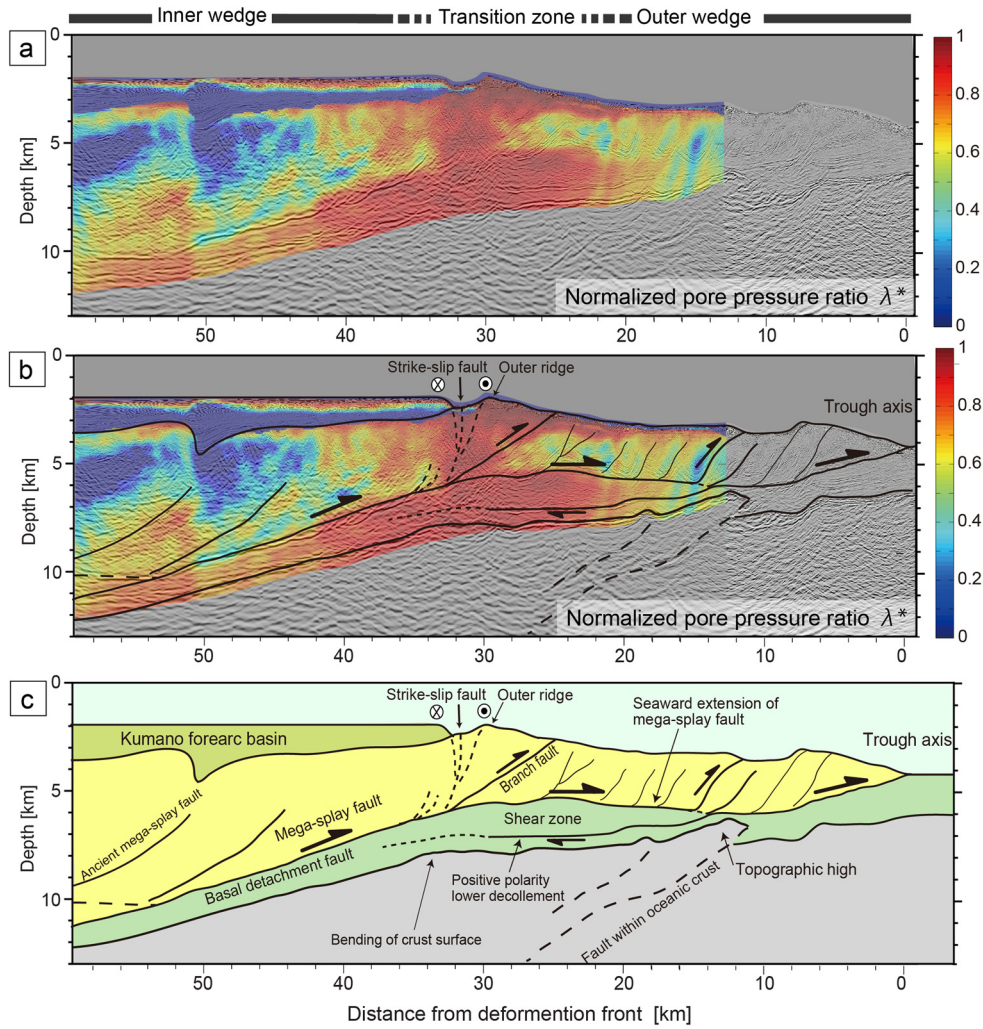 Inner wedge Transition zone Outer wedge
a
0
5
10
Depth [km]
50 40 30 20 10 0
Normalized pore pressure ratio λ*
1
0.8
0.6
0.4
0.2
0
b
Strike-slip fault
Outer ridge
Trough axis
0
5
10
Depth [km]
50 40 30 20 10 0
Normalized pore pressure ratio λ*
1
0.8
0.6
0.4
0.2
0
c
Strike-slip fault
Outer ridge
Seaward extension of
mega-splay fault
Trough axis
Kumano forearc basin
Ancient mega-splay fault
Mega-splay fault
Branch fault
Basal detachment fault
Shear zone
Positive polarity
lower decollement
Topographic high
Bending of crust surface
Fault within oceanic crust
0
5
10
Depth [km]
50 40 30 20 10 0
Distance from deformation front [km]